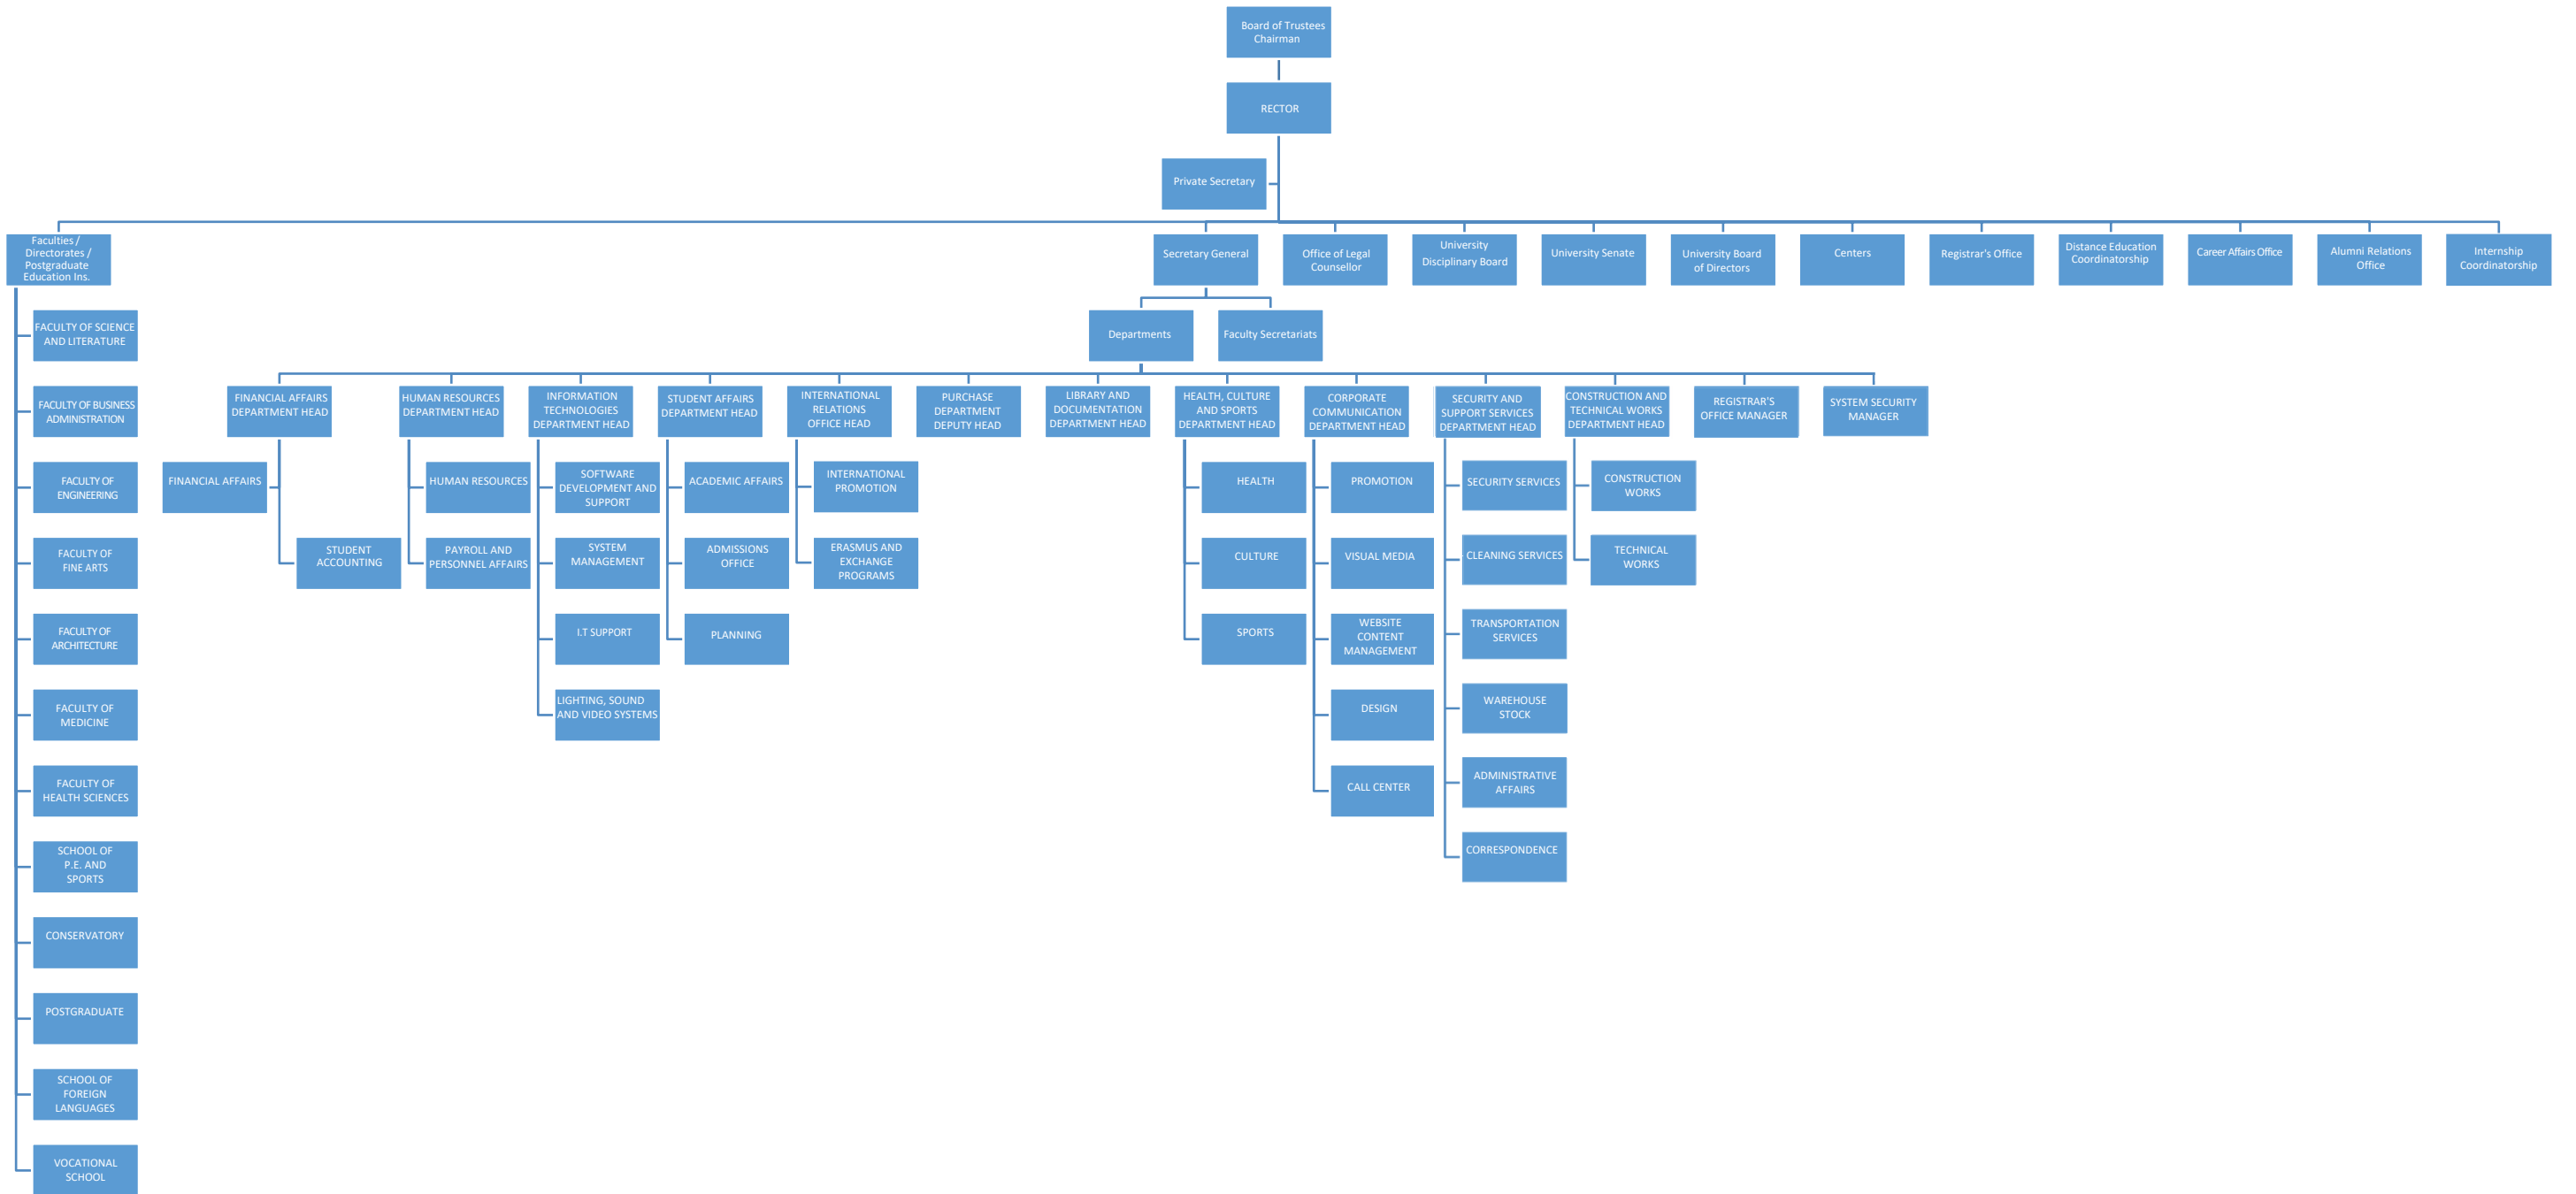 Board of Trustees
Chairman
RECTOR
Private Secretary
Faculties /
Directorates /
Postgraduate
Education Ins.
Secretary General
Office of Legal
Counsellor
University
Disciplinary Board
University Senate
University Board
of Directors
Centers
Registrar's Office
Distance Education
Coordinatorship
Career Affairs Office
Alumni Relations
Office
Internship
Coordinatorship
Departments
Faculty Secretariats
FACULTY OF SCIENCE
AND LITERATURE
FACULTY OF BUSINESS
ADMINISTRATION
FACULTY OF
ENGINEERING
FACULTY OF
FINE ARTS
FACULTY OF
ARCHITECTURE
FACULTY OF
MEDICINE
FACULTY OF
HEALTH SCIENCES
SCHOOL OF
P.E. AND
SPORTS
CONSERVATORY
POSTGRADUATE
SCHOOL OF
FOREIGN
LANGUAGES
VOCATIONAL
SCHOOL
FINANCIAL AFFAIRS
DEPARTMENT HEAD
FINANCIAL AFFAIRS
STUDENT
ACCOUNTING
HUMAN RESOURCES
DEPARTMENT HEAD
HUMAN RESOURCES
PAYROLL AND
PERSONNEL AFFAIRS
INFORMATION
TECHNOLOGIES
DEPARTMENT HEAD
SOFTWARE
DEVELOPMENT AND
SUPPORT
SYSTEM
MANAGEMENT
I.T SUPPORT
LIGHTING, SOUND
AND VIDEO SYSTEMS
STUDENT AFFAIRS
DEPARTMENT HEAD
ACADEMIC AFFAIRS
ADMISSIONS
OFFICE
PLANNING
INTERNATIONAL
RELATIONS
OFFICE HEAD
INTERNATIONAL
PROMOTION
ERASMUS AND
EXCHANGE
PROGRAMS
PURCHASE
DEPARTMENT
DEPUTY HEAD
LIBRARY AND
DOCUMENTATION
DEPARTMENT HEAD
HEALTH, CULTURE
AND SPORTS
DEPARTMENT HEAD
HEALTH
CULTURE
SPORTS
CORPORATE
COMMUNICATION
DEPARTMENT HEAD
PROMOTION
VISUAL MEDIA
WEBSITE
CONTENT
MANAGEMENT
DESIGN
CALL CENTER
SECURITY AND
SUPPORT SERVICES
DEPARTMENT HEAD
SECURITY SERVICES
CLEANING SERVICES
TRANSPORTATION
SERVICES
WAREHOUSE
STOCK
ADMINISTRATIVE
AFFAIRS
CORRESPONDENCE
CONSTRUCTION AND
TECHNICAL WORKS
DEPARTMENT HEAD
CONSTRUCTION
WORKS
TECHNICAL
WORKS
REGISTRAR'S
OFFICE MANAGER
SYSTEM SECURITY
MANAGER